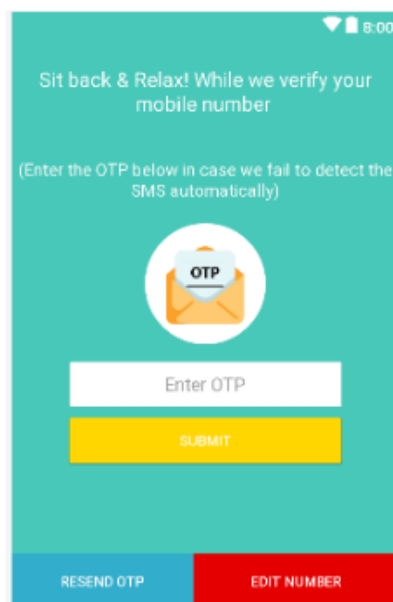 8:00
Sit back & Relax! While we verify your
mobile number
(Enter the OTP below in case we fail to detect the
SMS automatically)
OTP
Enter OTP
SUBMIT
RESEND OTP
EDIT NUMBER